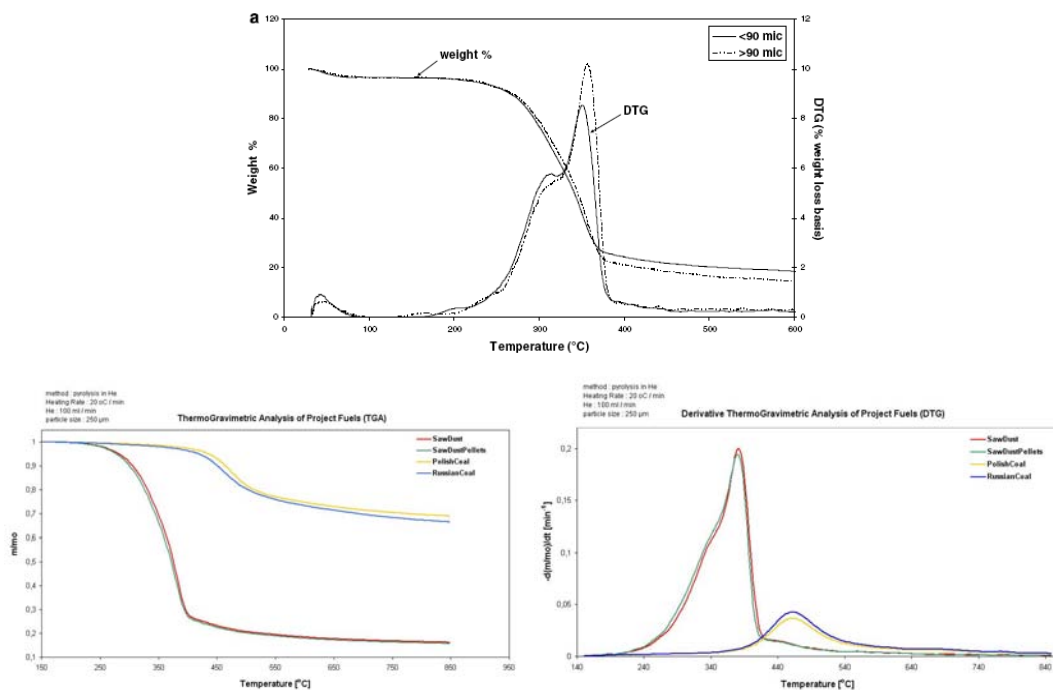 a
120
100
80
60
40
20
0
Weight %
0
100
200
300
400
500
600
Temperature (°C)
12
10
8
6
4
2
0
DTG (% weight loss basis)
<90 mic
>90 mic
weight %
DTG
method : pyrolysis in He
Heating Rate : 20 oC / min
He : 100 ml / min
particle size : 250 µm
ThermoGravimetric Analysis of Project Fuels (TGA)
SawDust
SawDustPellets
PolishCoal
RussianCoal
1
0,9
0,8
0,7
0,6
0,5
0,4
0,3
0,2
0,1
m/mo
150
250
350
450
550
650
750
850
950
Temperature [°C]
method : pyrolysis in He
Heating Rate : 20 oC / min
He : 100 ml / min
particle size : 250 µm
Derivative ThermoGravimetric Analysis of Project Fuels (DTG)
SawDust
SawDustPellets
PolishCoal
RussianCoal
0,2
0,15
0,1
0,05
0
-d(m/mo)/dt [min⁻¹]
140
240
340
440
540
640
740
840
Temperature [°C]